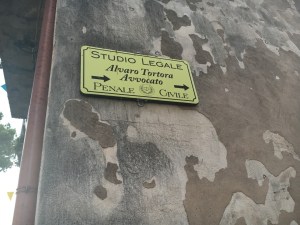 STUDIO LEGALE
Alvaro Tortora
Avvocato
PENALE CIVILE